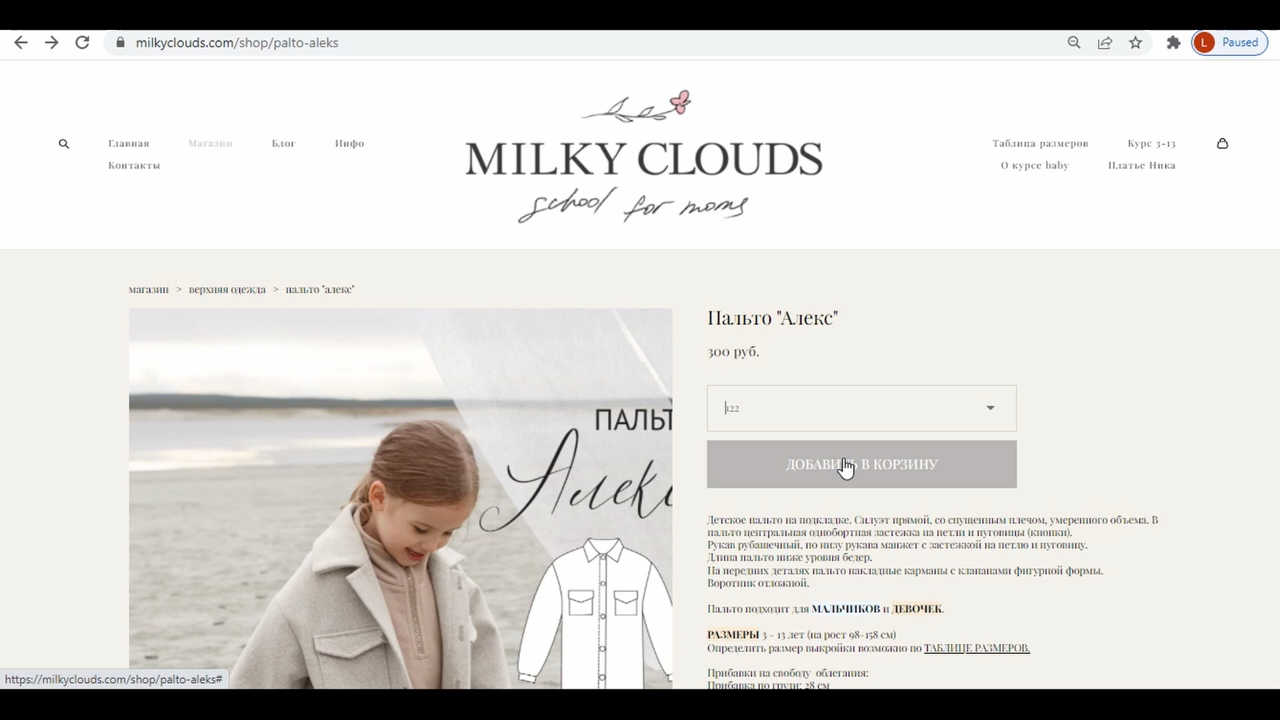 milkyclouds.com/shop/palto-aleks
L Paused
Главная Магазин Блог Инфо
Контакты
MILKY CLOUDS
school for moms
Таблица размеров Курс 3-13
О курсе baby Платье Ника
магазин > верхняя одежда > пальто "алекс"
ПАЛЬТ
Алекс
Пальто "Алекс"
300 руб.
122
ДОБАВИТЬ В КОРЗИНУ
Детское пальто на подкладке. Силуэт прямой, со спущенным плечом, умеренного объема. В
пальто центральная однобортная застежка на петли и пуговицы (кнопки).
Рукав рубашечный, по низу рукава манжет с застежкой на петлю и пуговицу.
Длина пальто ниже уровня бедер.
На передних деталях пальто накладные карманы с клапанами фигурной формы.
Воротник отложной.
Пальто подходит для МАЛЬЧИКОВ и ДЕВОЧЕК.
РАЗМЕРЫ 3 – 13 лет (на рост 98-158 см)
Определить размер выкройки возможно по ТАБЛИЦЕ РАЗМЕРОВ.
Прибавки на свободу облегания:
Прибавка по груди: 28 см
https://milkyclouds.com/shop/palto-aleks#